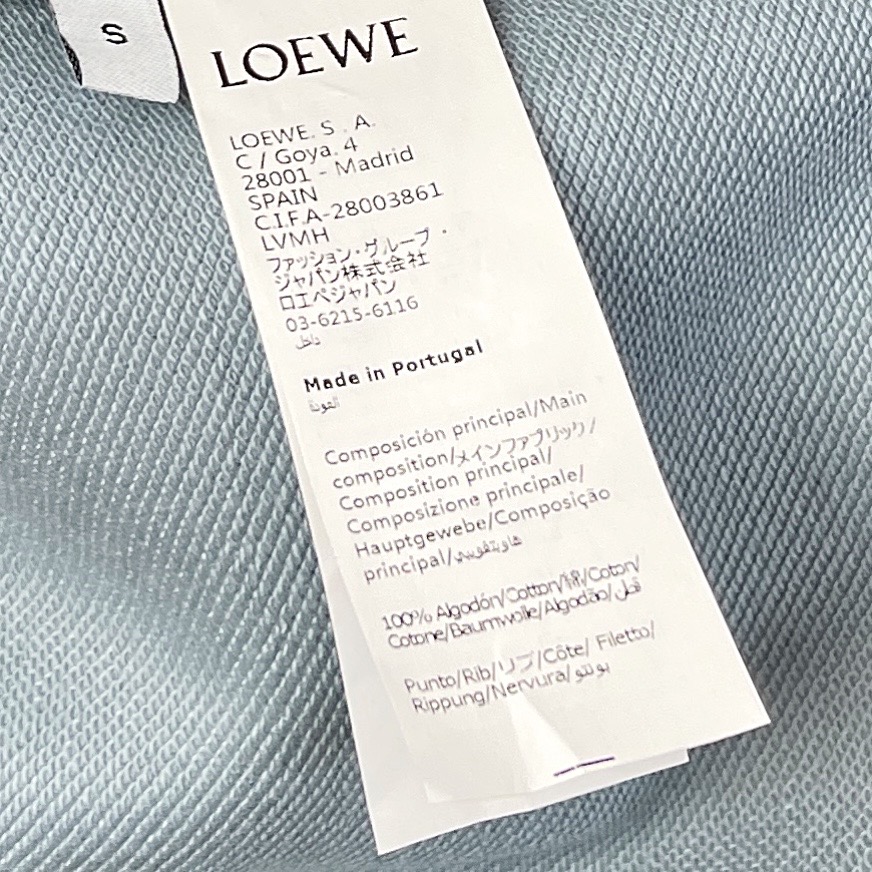 S
LOEWE
LOEWE. S . A.
C / Goya. 4
28001 - Madrid
SPAIN
C.I.F.A-28003861
LVMH
ファッション・グループ・
ジャパン株式会社
ロエベジャパン
03-6215-6116
Made in Portugal
Composición principal/Main
composition/メインファブリック/
Composition principal/
Composizione principale/
Hauptgewebe/Composição
principal/
100% Algodón/Cotton/綿/Coton/
Cotone/Baumwolle/Algodão/
Punto/Rib/リブ/Côte/ Filetto/
Rippung/Nervura/